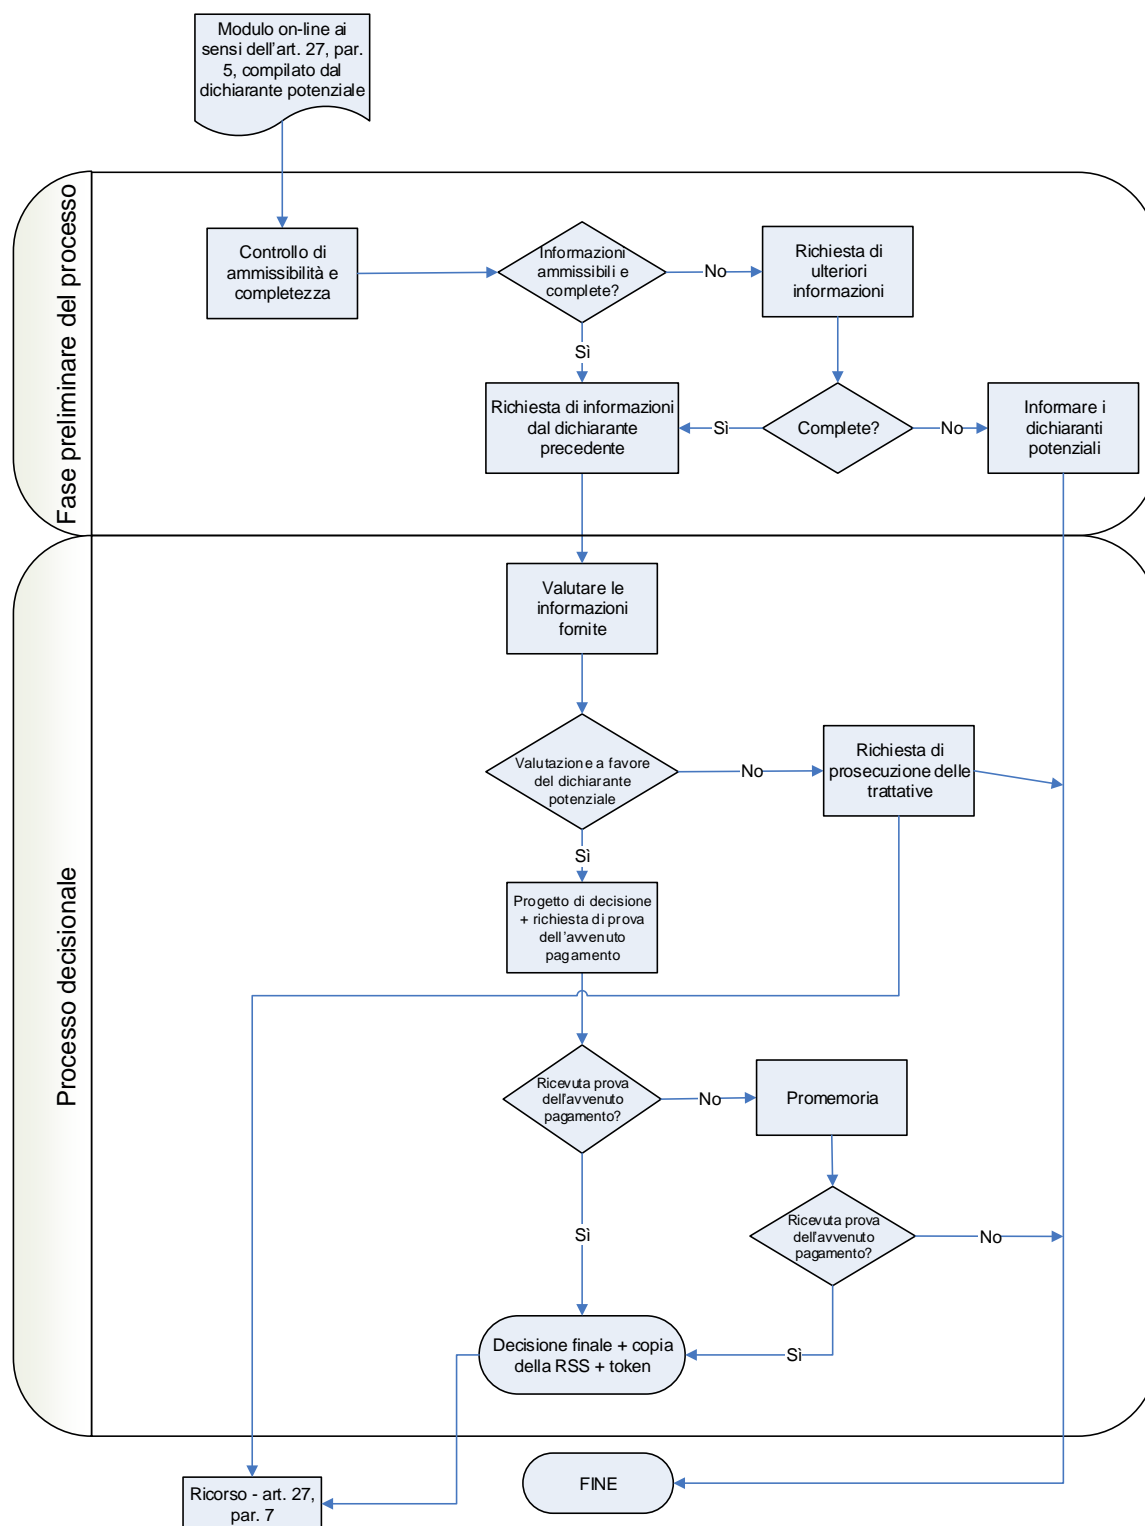 Modulo on-line ai
sensi dell'art. 27, par.
5, compilato dal
dichiarante potenziale
Fase preliminare del processo
Controllo di
ammissibilità e
completezza
Informazioni
ammissibili e
complete?
No
Richiesta di
ulteriori
informazioni
Sì
Richiesta di informazioni
dal dichiarante
precedente
Sì
Complete?
No
Informare i
dichiaranti
potenziali
Processo decisionale
Valutare le
informazioni
fornite
Valutazione a favore
del dichiarante
potenziale
No
Richiesta di
prosecuzione delle
trattative
Sì
Progetto di decisione
+ richiesta di prova
dell'avvenuto
pagamento
Ricevuta prova
dell'avvenuto
pagamento?
No
Promemoria
Sì
Ricevuta prova
dell'avvenuto
pagamento?
No
Sì
Decisione finale + copia
della RSS + token
FINE
Ricorso - art. 27,
par. 7